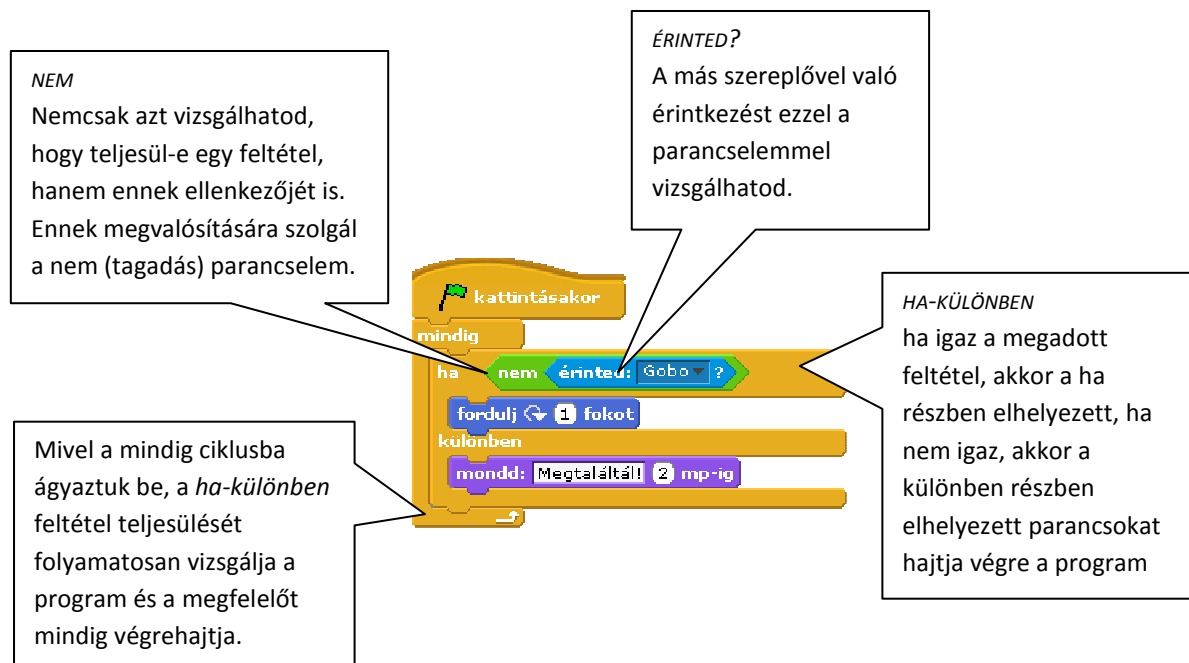 NEM
Nemcsak azt vizsgálhatod,
hogy teljesül-e egy feltétel,
hanem ennek ellenkezőjét is.
Ennek megvalósítására szolgál
a nem (tagadás) parancselem.
ÉRINTED?
A más szereplővel való
érintkezést ezzel a
parancselemmel
vizsgálhatod.
kattintásakor
mindig
ha nem érinted: Gobo ?
fordulj 1 fokot
különben
mondd: Megtaláltál! 2 mp-ig
HA-KÜLÖNBEN
ha igaz a megadott
feltétel, akkor a ha
részben elhelyezett, ha
nem igaz, akkor a
különben részben
elhelyezett parancsokat
hajtja végre a program
Mivel a mindig ciklusba
ágyaztuk be, a ha-különben
feltétel teljesülését
folyamatosan vizsgálja a
program és a megfelelőt
mindig végrehajtja.